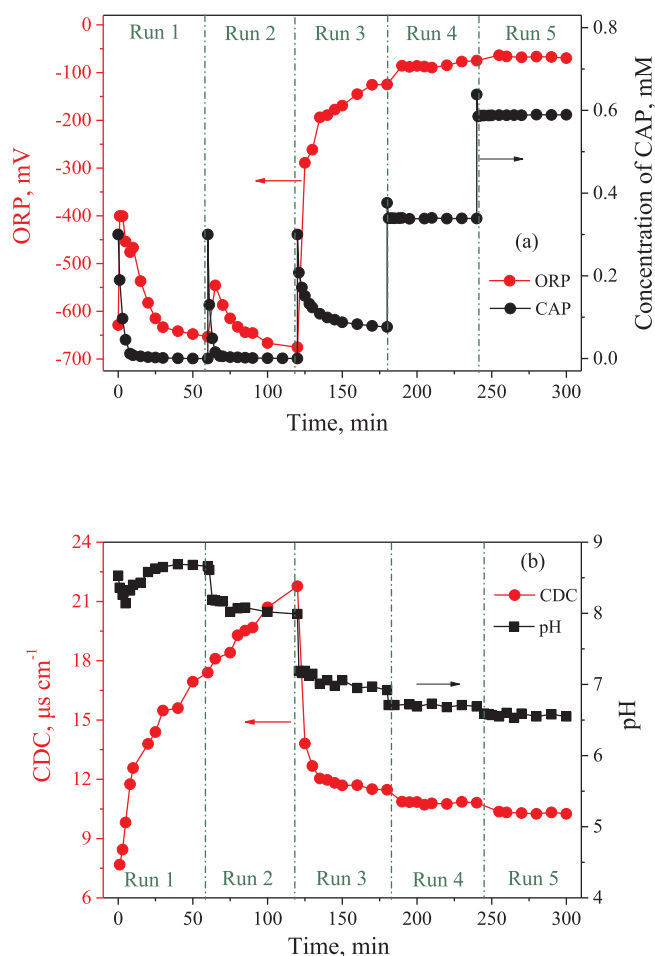 Run 1 Run 2 Run 3 Run 4 Run 5
0 0.8
-100
-200 0.6
-300
-400 0.4
-500 0.2
-600
-700 0.0
ORP, mV
Concentration of CAP, mM
(a)
ORP
CAP
0 50 100 150 200 250 300
Time, min
24 9
21 8
18 7
15
12 6
9 5
6 4
CDC, μs cm⁻¹
pH
(b)
CDC
pH
Run 1 Run 2 Run 3 Run 4 Run 5
0 50 100 150 200 250 300
Time, min